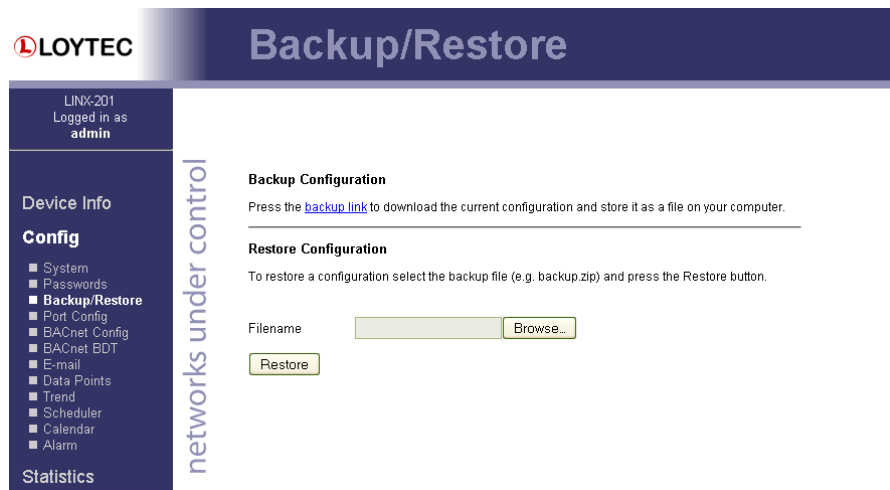 LOYTEC
Backup/Restore
LINX-201
Logged in as
admin
Device Info
Config
System
Passwords
Backup/Restore
Port Config
BACnet Config
BACnet BDT
E-mail
Data Points
Trend
Scheduler
Calendar
Alarm
Statistics
networks under control
Backup Configuration
Press the backup link to download the current configuration and store it as a file on your computer.
Restore Configuration
To restore a configuration select the backup file (e.g. backup.zip) and press the Restore button.
Filename Browse...
Restore